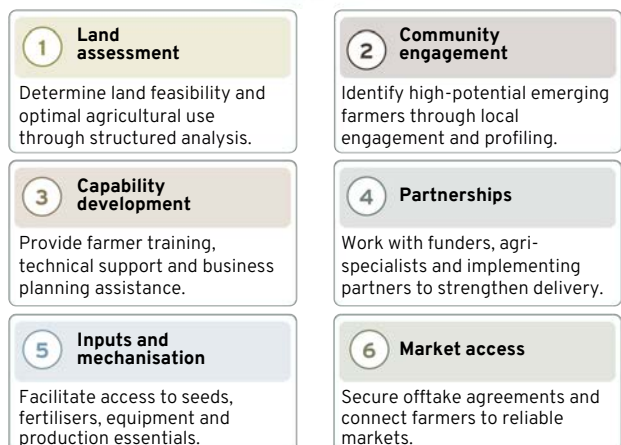 1
Land
assessment
Determine land feasibility and
optimal agricultural use
through structured analysis.
2
Community
engagement
Identify high-potential emerging
farmers through local
engagement and profiling.
3
Capability
development
Provide farmer training,
technical support and business
planning assistance.
4
Partnerships
Work with funders, agri-
specialists and implementing
partners to strengthen delivery.
5
Inputs and
mechanisation
Facilitate access to seeds,
fertilisers, equipment and
production essentials.
6
Market access
Secure offtake agreements and
connect farmers to reliable
markets.